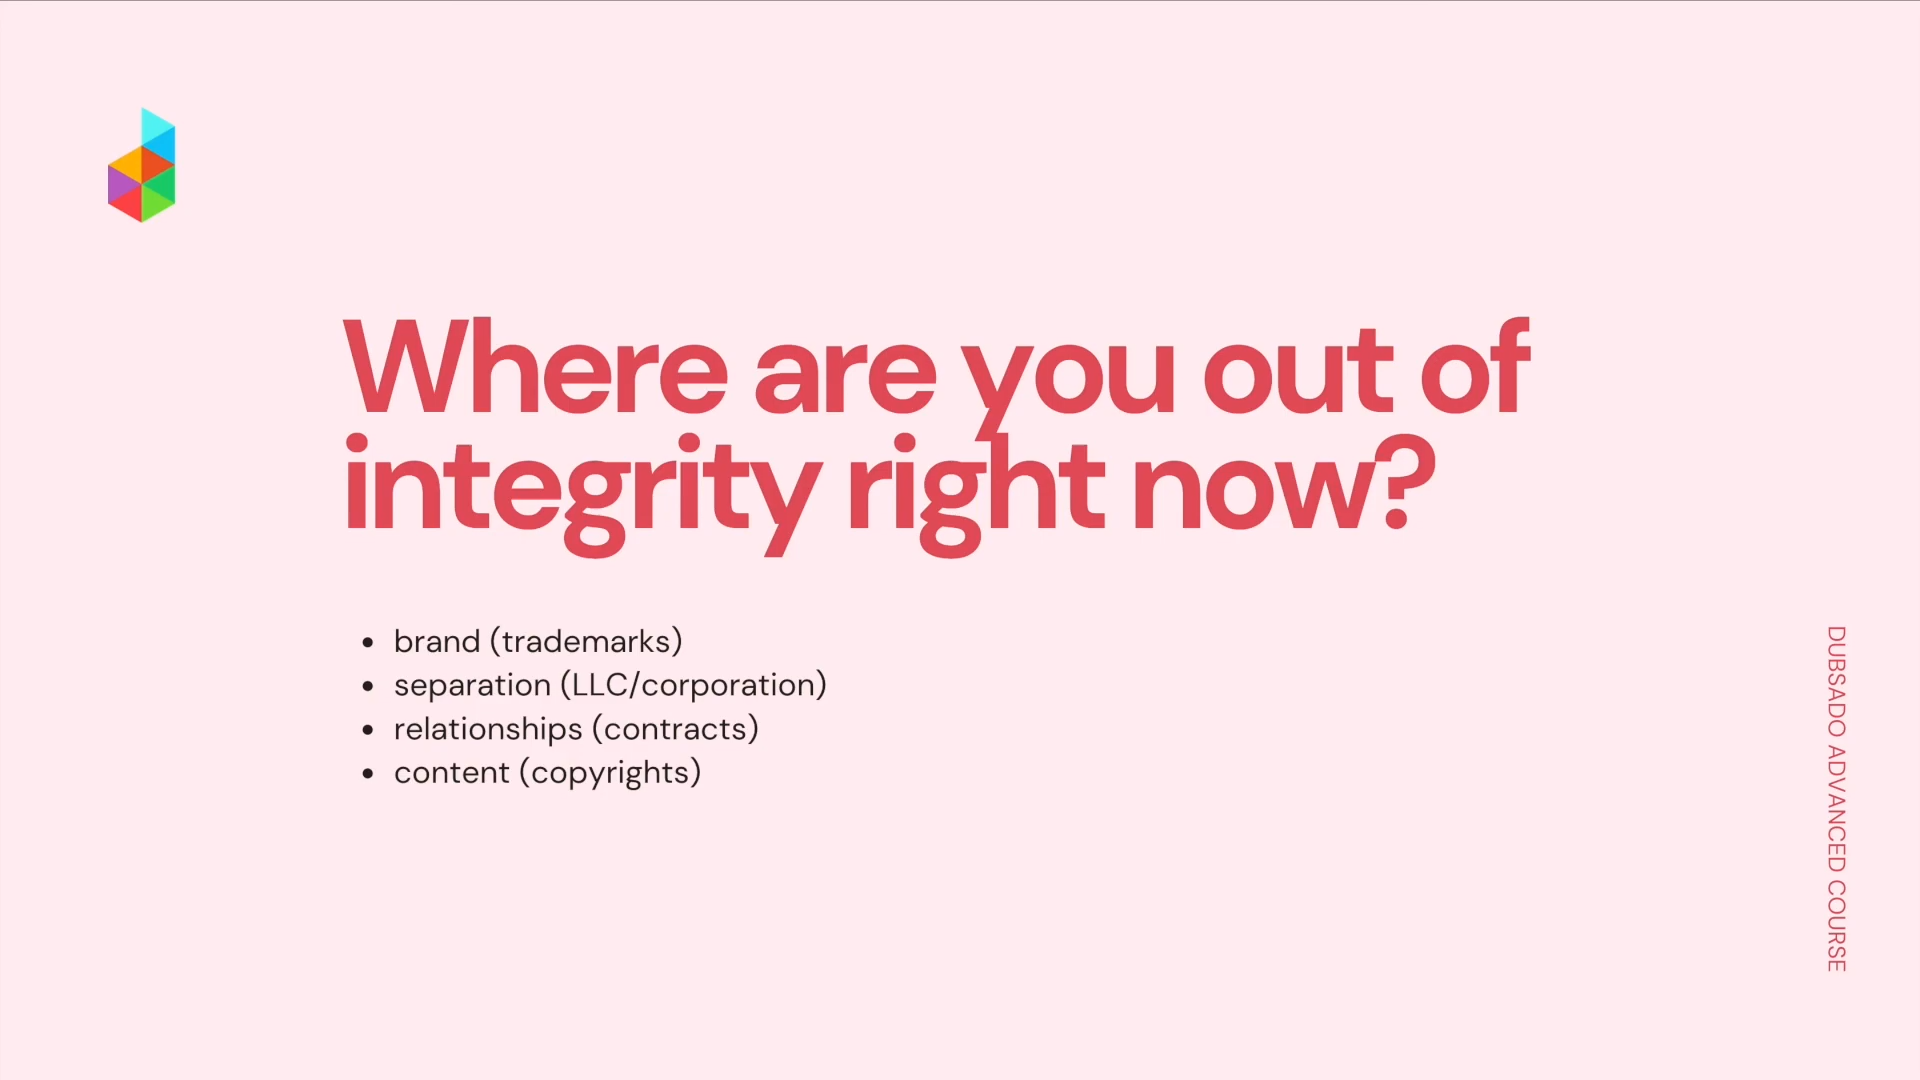 Where are you out of
integrity right now?
• brand (trademarks)
• separation (LLC/corporation)
• relationships (contracts)
• content (copyrights)
DUBSADO ADVANCED COURSE